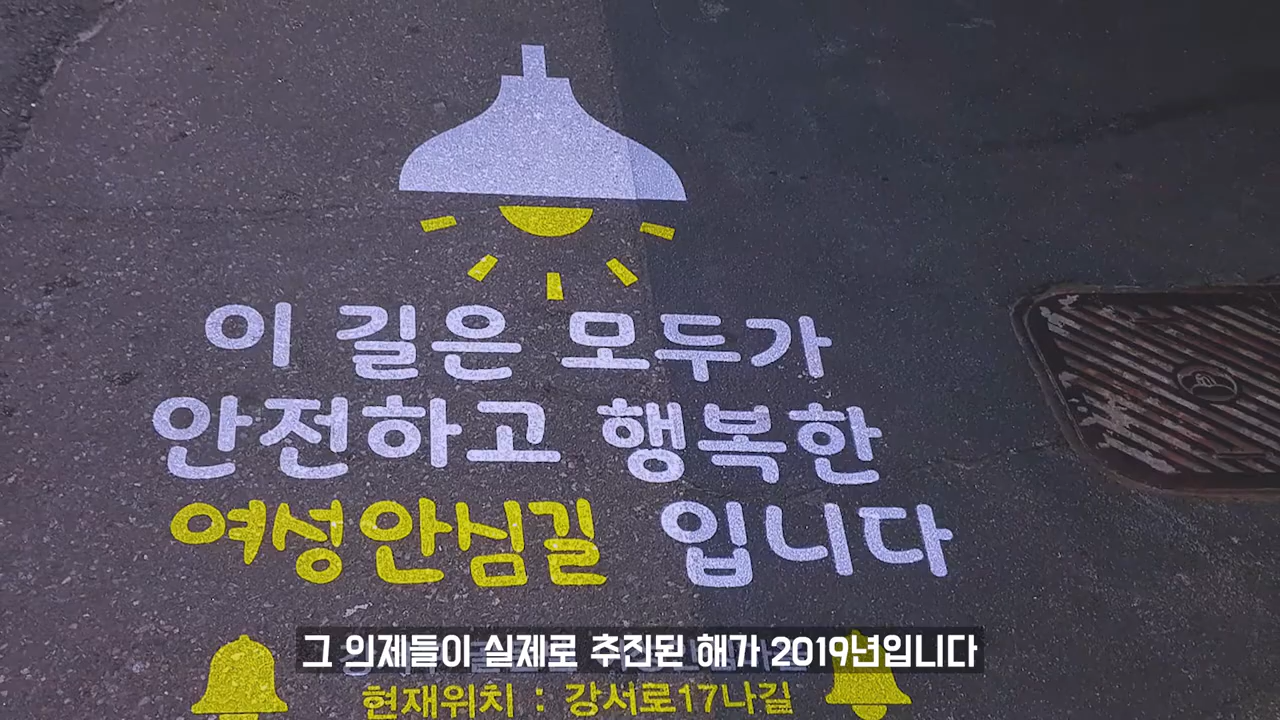 이 길은 모두가
안전하고 행복한
여성안심길 입니다
그 의제들이 실제로 추진된 해가 2019년입니다
현재위치 : 강서로17나길